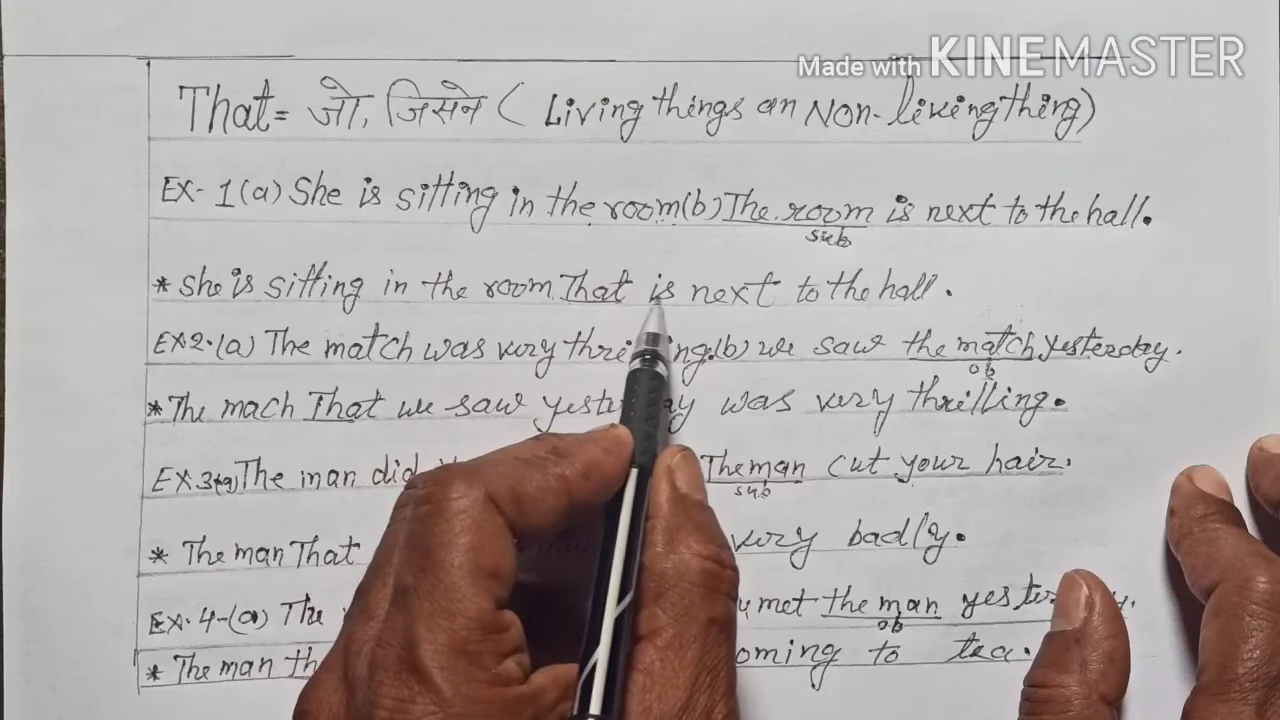 Made with KINEMASTER
That = जो, जिसने ( Living things an Non-living thing)
EX- 1(a) She is sitting in the room(b) The room is next to the hall.
sub
* she is sitting in the room That is next to the hall.
EX2.(a) The match was very thri ing.(b) we saw the match yesterday.
ob
* The mach That we saw yeste ay was very thrilling.
EX.3(a) The man did The man cut your hair.
sub
* The man That very badly.
EX.4-(a) The met the man
ob
* The man th oming to tea.